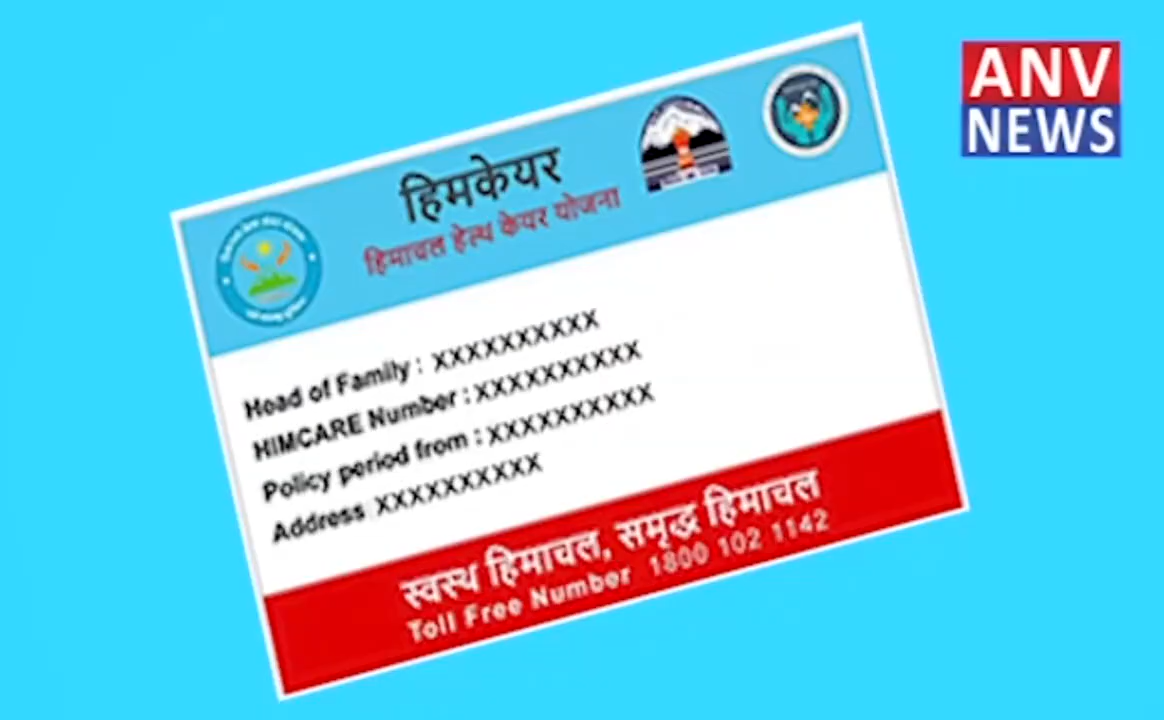 ANV
NEWS
हिमकेयर
हिमाचल हेल्थ केयर योजना
Head of Family : XXXXXXXXXX
HIMCARE Number : XXXXXXXXXX
Policy period from : XXXXXXXXXX
Address XXXXXXXXXX
स्वस्थ हिमाचल, समृद्ध हिमाचल
Toll Free Number 1800 102 1142